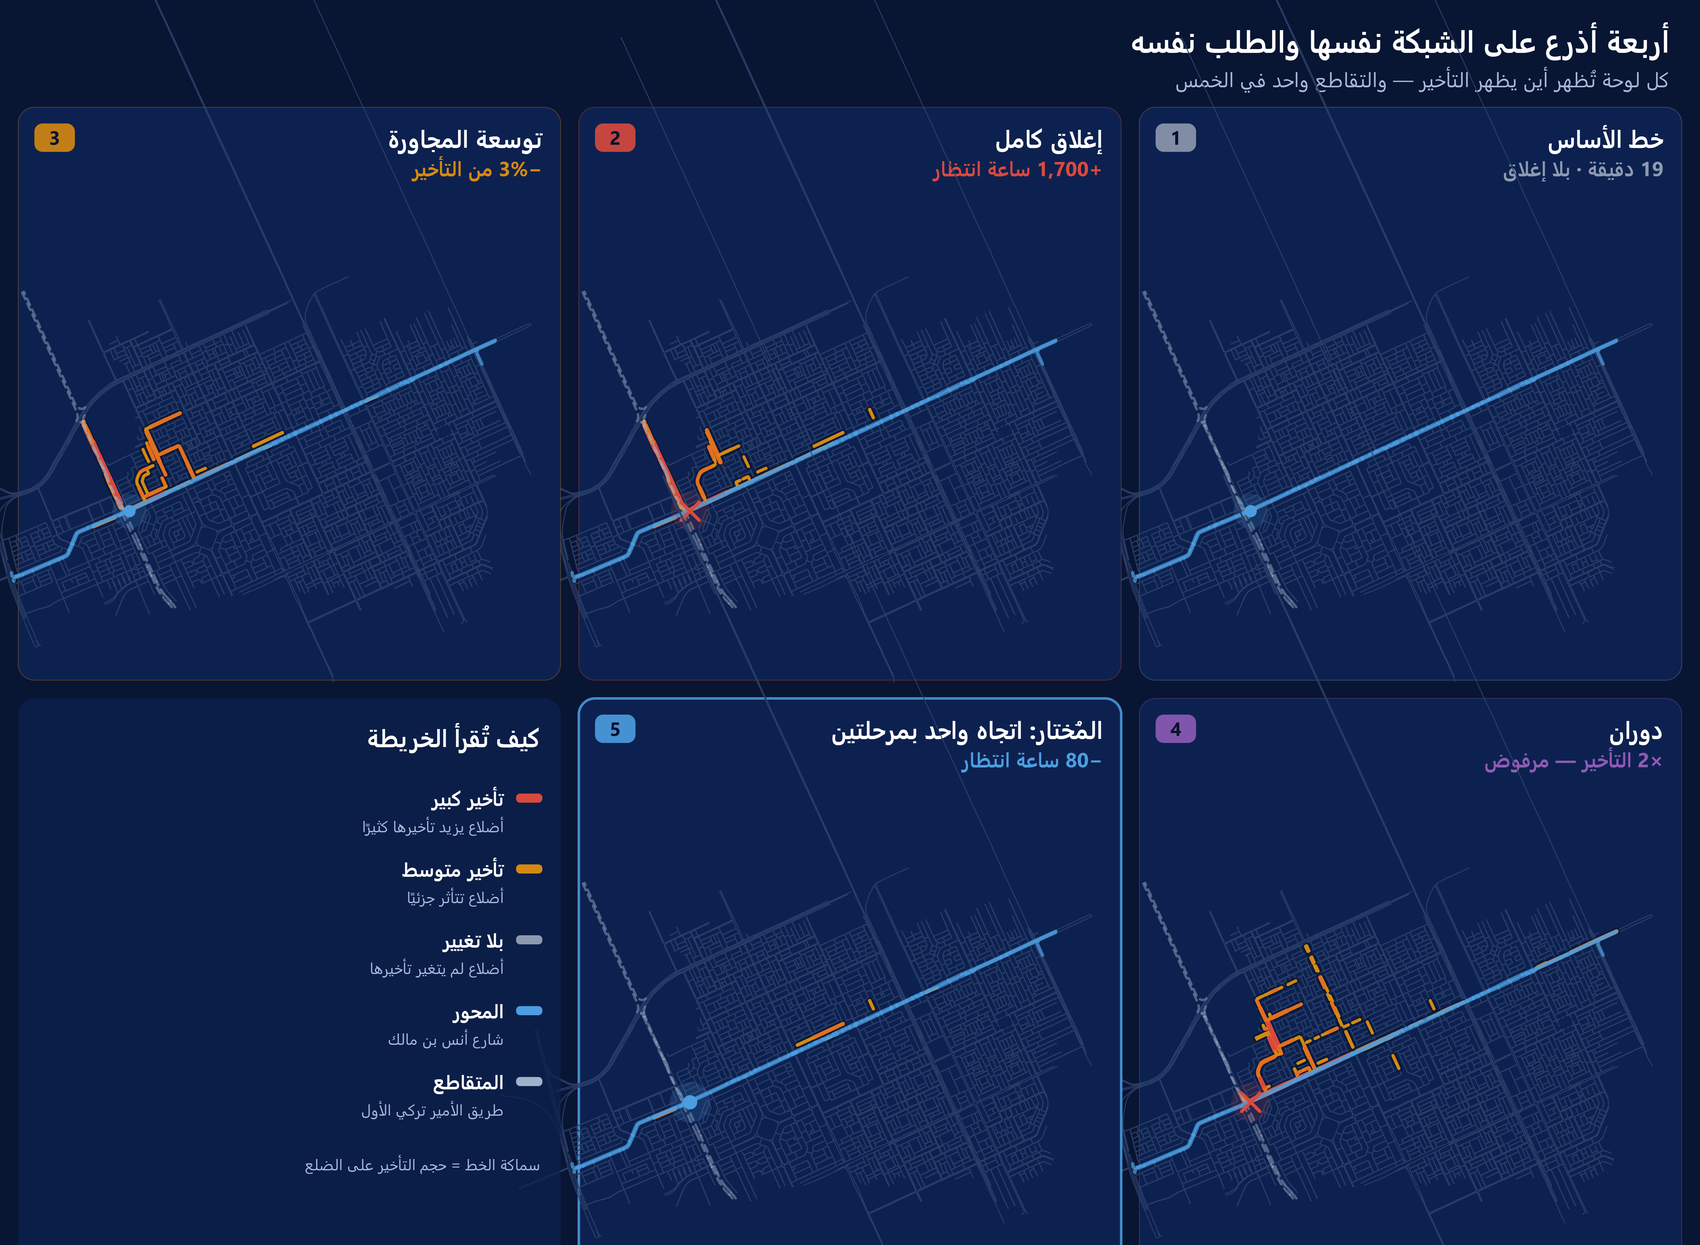 أربعة أذرع على الشبكة نفسها والطلب نفسه
كل لوحة تُظهر أين يظهر التأخير — والتقاطع واحد في الخمس
1
خط الأساس
19 دقيقة · بلا إغلاق
2
إغلاق كامل
+1,700 ساعة انتظار
3
توسعة المجاورة
−3% من التأخير
4
دوران
×2 التأخير — مرفوض
5
المُختار: اتجاه واحد بمرحلتين
−80 ساعة انتظار
كيف تُقرأ الخريطة
تأخير كبير
أضلاع يزيد تأخيرها كثيرًا
تأخير متوسط
أضلاع تتأثر جزئيًا
بلا تغيير
أضلاع لم يتغير تأخيرها
المحور
شارع أنس بن مالك
المتقاطع
طريق الأمير تركي الأول
سماكة الخط = حجم التأخير على الضلع